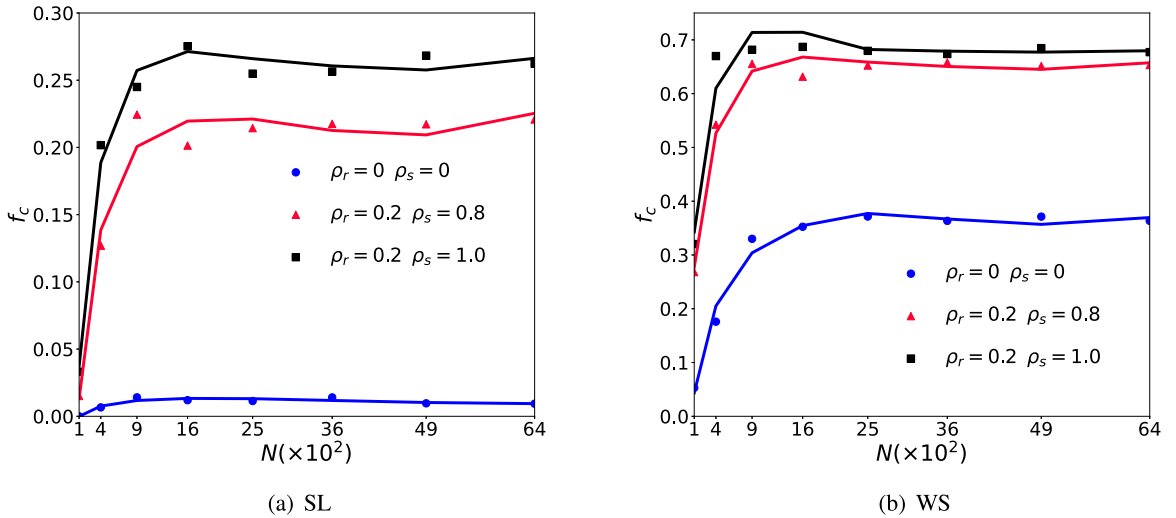 0.30
0.25
0.20
0.15
0.10
0.05
0.00
f_c
ρ_r = 0 ρ_s = 0
ρ_r = 0.2 ρ_s = 0.8
ρ_r = 0.2 ρ_s = 1.0
1 4 9 16 25 36 49 64
N(×10²)
(a) SL
0.7
0.6
0.5
0.4
0.3
0.2
0.1
0.0
f_c
ρ_r = 0 ρ_s = 0
ρ_r = 0.2 ρ_s = 0.8
ρ_r = 0.2 ρ_s = 1.0
1 4 9 16 25 36 49 64
N(×10²)
(b) WS